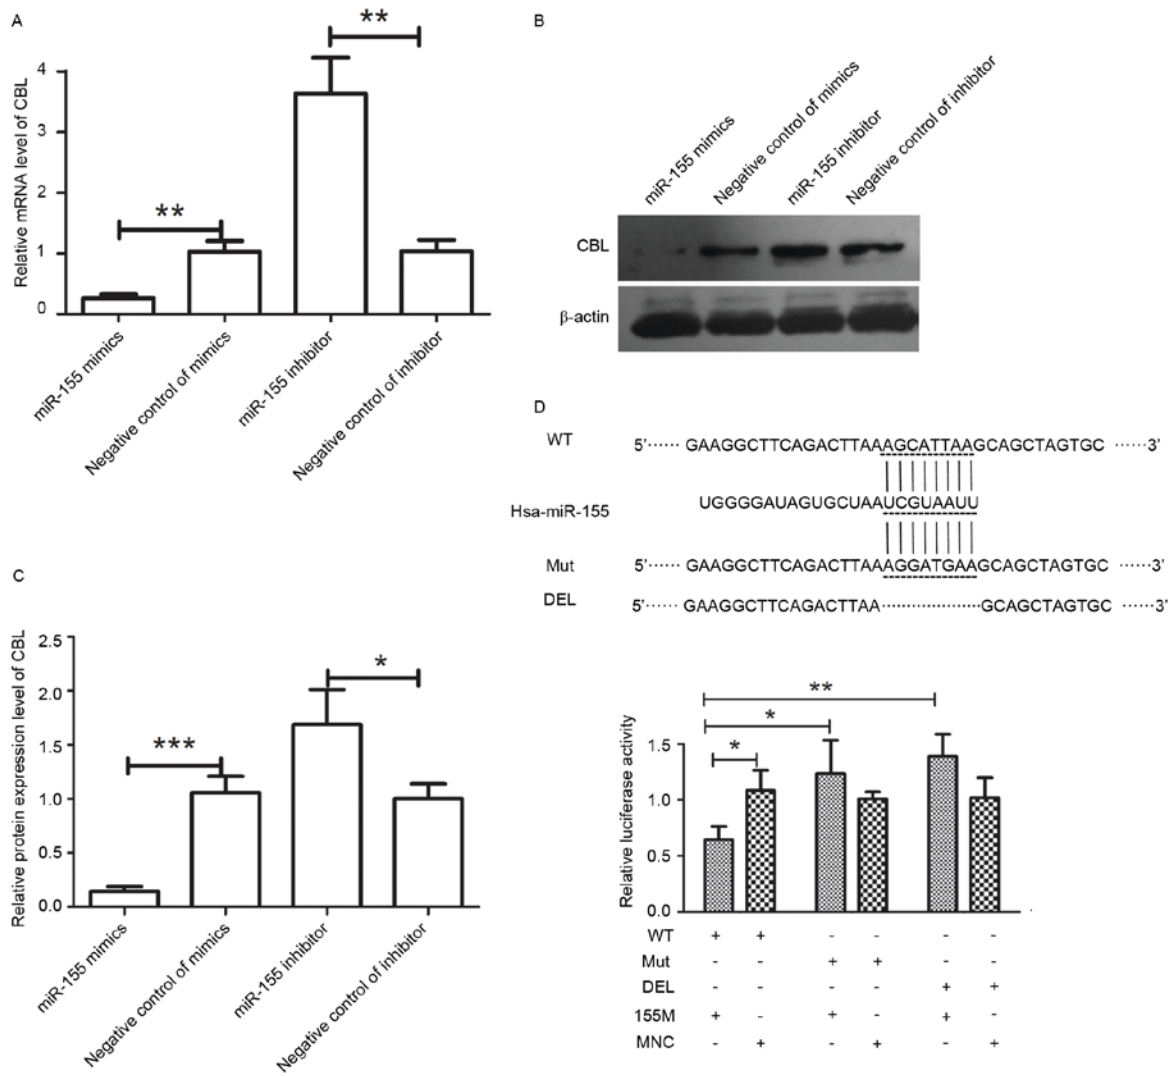 A
Relative mRNA level of CBL
4
3
2
1
0
**
**
miR-155 mimics
Negative control of mimics
miR-155 inhibitor
Negative control of inhibitor
B
miR-155 mimics
Negative control of mimics
miR-155 inhibitor
Negative control of inhibitor
CBL
β-actin
C
Relative protein expression level of CBL
2.5
2.0
1.5
1.0
0.5
0.0
***
*
miR-155 mimics
Negative control of mimics
miR-155 inhibitor
Negative control of inhibitor
D
WT 5'······ GAAGGCTTCAGACTTAAAGCATTAAGCAGCTAGTGC ······3'
Hsa-miR-155 UGGGGAUAGUGCUAAUCGUAAUU
Mut 5'······ GAAGGCTTCAGACTTAAAGGATGAAGCAGCTAGTGC ······3'
DEL 5'······ GAAGGCTTCAGACTTAA··················GCAGCTAGTGC ······3'
Relative luciferase activity
1.5
1.0
0.5
0.0
**
*
*
WT + + - - - -
Mut - - + + - -
DEL - - - - + +
155M + - + - + -
MNC - + - + - +